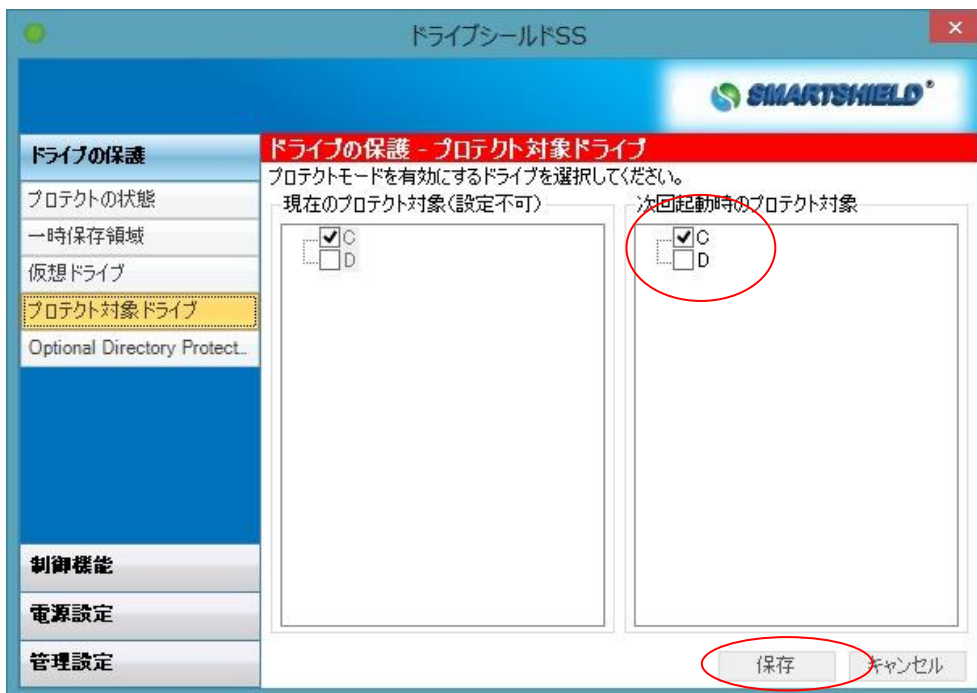 ドライブシールドSS
SMARTSHIELD®
ドライブの保護
プロテクトの状態
一時保存領域
仮想ドライブ
プロテクト対象ドライブ
Optional Directory Protect...
制御機能
電源設定
管理設定
ドライブの保護 - プロテクト対象ドライブ
プロテクトモードを有効にするドライブを選択してください。
現在のプロテクト対象(設定不可)
C
D
次回起動時のプロテクト対象
C
D
保存
キャンセル